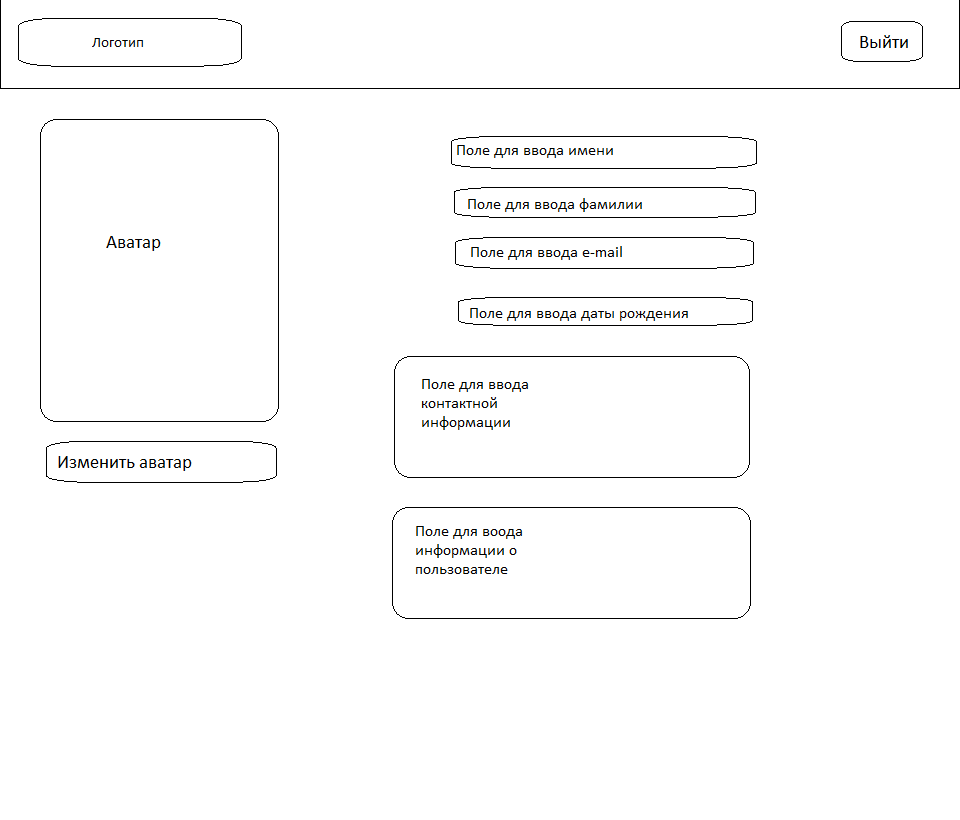 Логотип
Выйти
Аватар
Изменить аватар
Поле для ввода имени
Поле для ввода фамилии
Поле для ввода e-mail
Поле для ввода даты рождения
Поле для ввода
контактной
информации
Поле для воода
информации о
пользователе